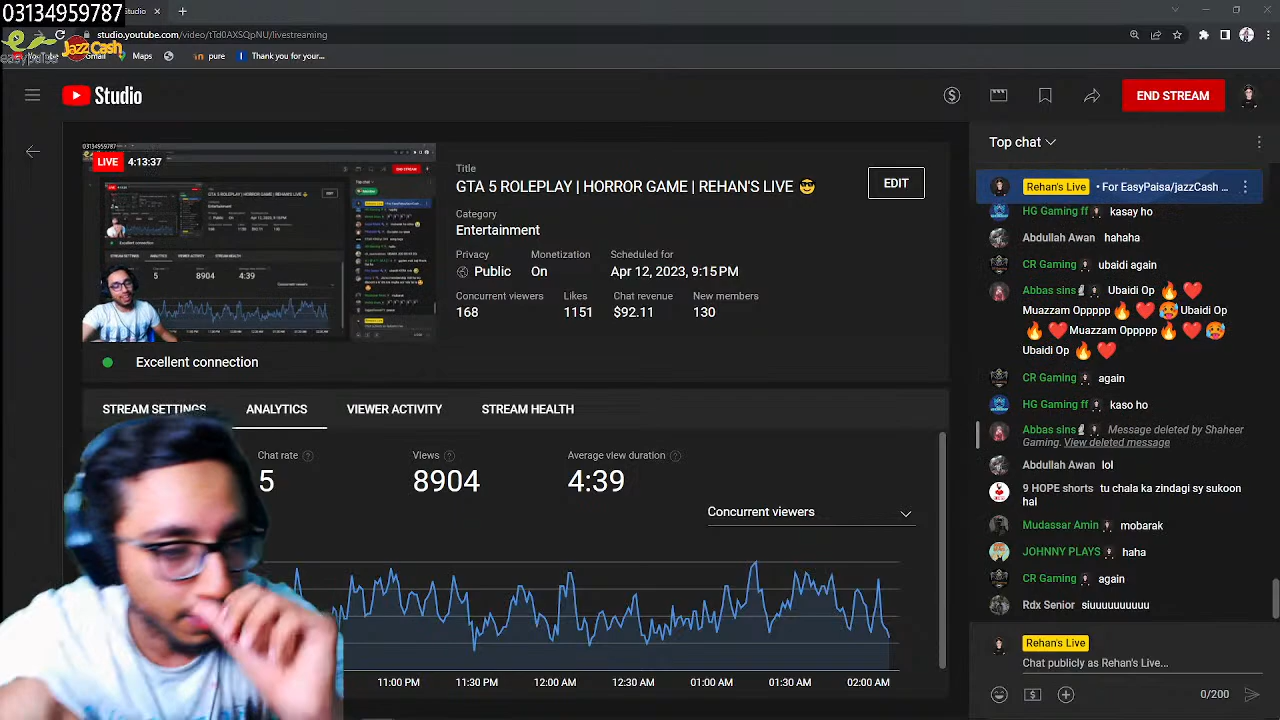 03134959787
tudio
studio.youtube.com/video/tTd0AXSQpNU/livestreaming
easypaisa
JazzCash
YouTube
Maps
pure
Thank you for your...
Studio
END STREAM
LIVE 4:13:37
Title
GTA 5 ROLEPLAY | HORROR GAME | REHAN'S LIVE 😎
EDIT
Category
Entertainment
Privacy
Monetization
Scheduled for
Public
On
Apr 12, 2023, 9:15 PM
Concurrent viewers
Likes
Chat revenue
New members
168
1151
$92.11
130
Excellent connection
STREAM SETTINGS
ANALYTICS
VIEWER ACTIVITY
STREAM HEALTH
Chat rate
Views
Average view duration
5
8904
4:39
Concurrent viewers
11:00 PM
11:30 PM
12:00 AM
12:30 AM
01:00 AM
01:30 AM
02:00 AM
Top chat
Rehan's Live • For EasyPaisa/jazzCash ...
HG Gaming ff asay ho
Abdullah Awan hahaha
CR Gaming ubaidi again
Abbas sins Ubaid Op 🔥 ❤️
Muazzam Oppp 🔥 ❤️ 🥵 Ubaidi Op
🔥 ❤️ Muazzam Oppppp 🔥 ❤️ 🥵
Ubaidi Op 🔥 ❤️
CR Gaming again
HG Gaming ff kaso ho
Abbas sins Message deleted by Shaheer
Gaming. View deleted message
Abdullah Awan lol
9 HOPE shorts tu chala ka zindagi sy sukoon
hai
Mudassar Amin mobarak
JOHNNY PLAYS haha
CR Gaming again
Rdx Senior siuuuuuuuuu
Rehan's Live
Chat publicly as Rehan's Live...
0/200